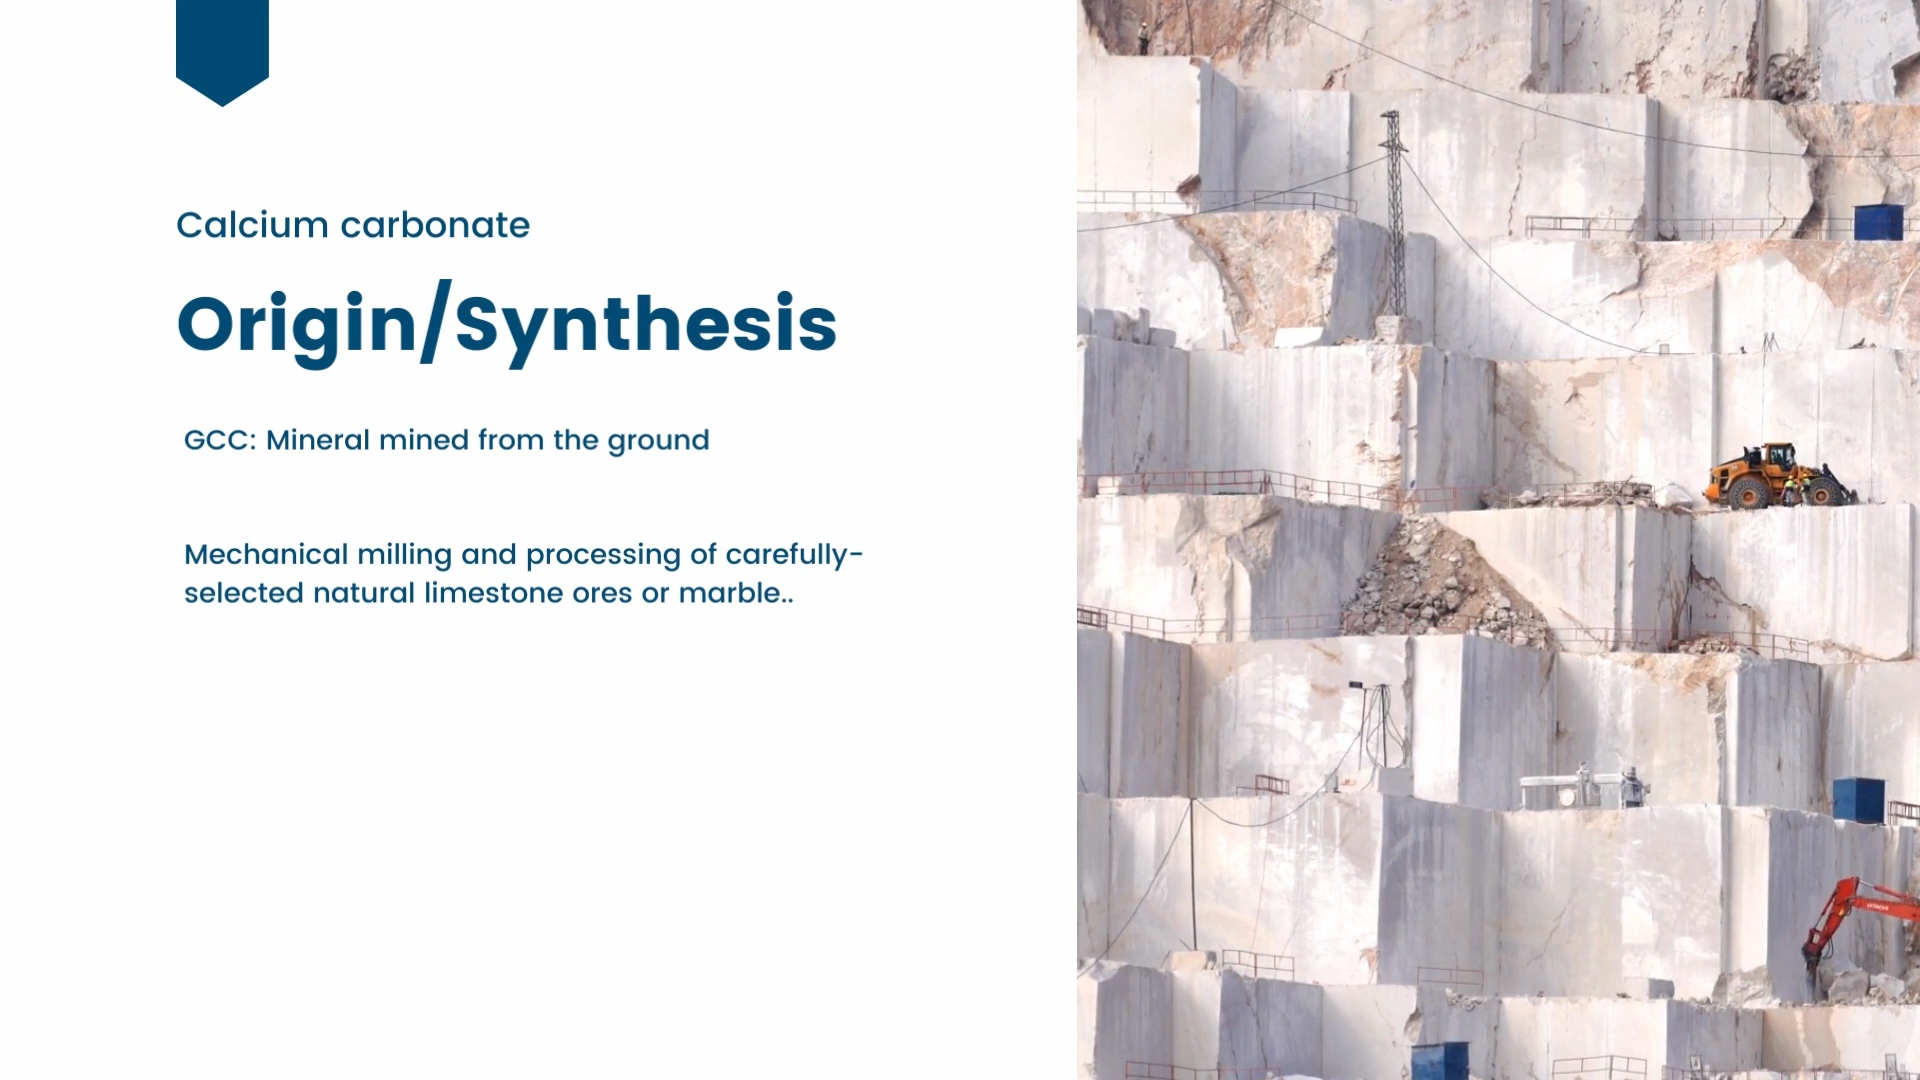 Calcium carbonate
Origin/Synthesis
GCC: Mineral mined from the ground
Mechanical milling and processing of carefully-
selected natural limestone ores or marble..
HITACHI